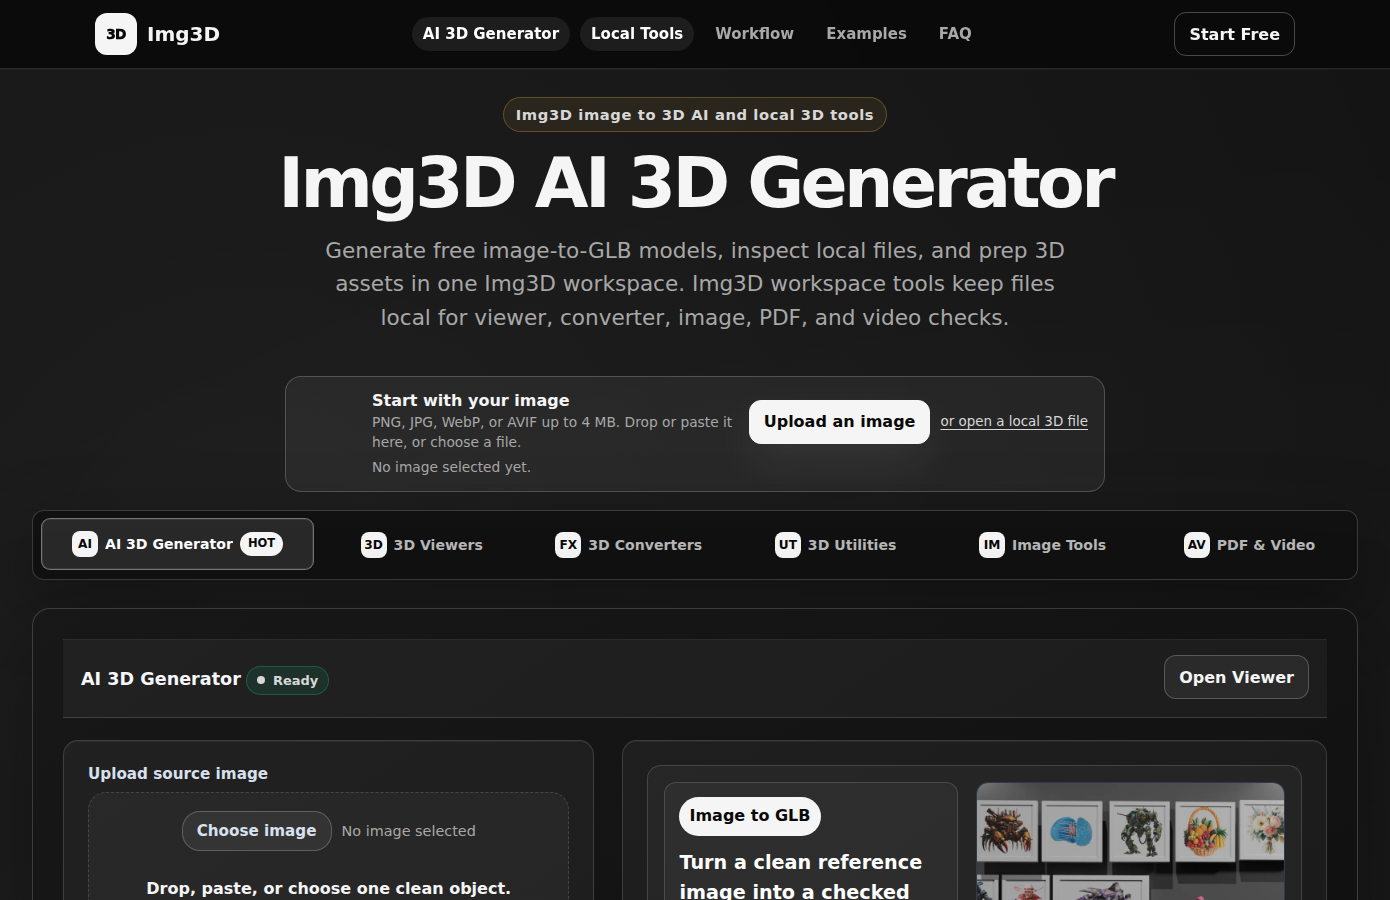 3D Img3D
AI 3D Generator
Local Tools
Workflow
Examples
FAQ
Start Free
Img3D image to 3D AI and local 3D tools
Img3D AI 3D Generator
Generate free image-to-GLB models, inspect local files, and prep 3D
assets in one Img3D workspace. Img3D workspace tools keep files
local for viewer, converter, image, PDF, and video checks.
Start with your image
PNG, JPG, WebP, or AVIF up to 4 MB. Drop or paste it
here, or choose a file.
No image selected yet.
Upload an image
or open a local 3D file
AI AI 3D Generator HOT
3D 3D Viewers
FX 3D Converters
UT 3D Utilities
IM Image Tools
AV PDF & Video
AI 3D Generator
Ready
Open Viewer
Upload source image
Choose image
No image selected
Drop, paste, or choose one clean object.
Image to GLB
Turn a clean reference
image into a checked